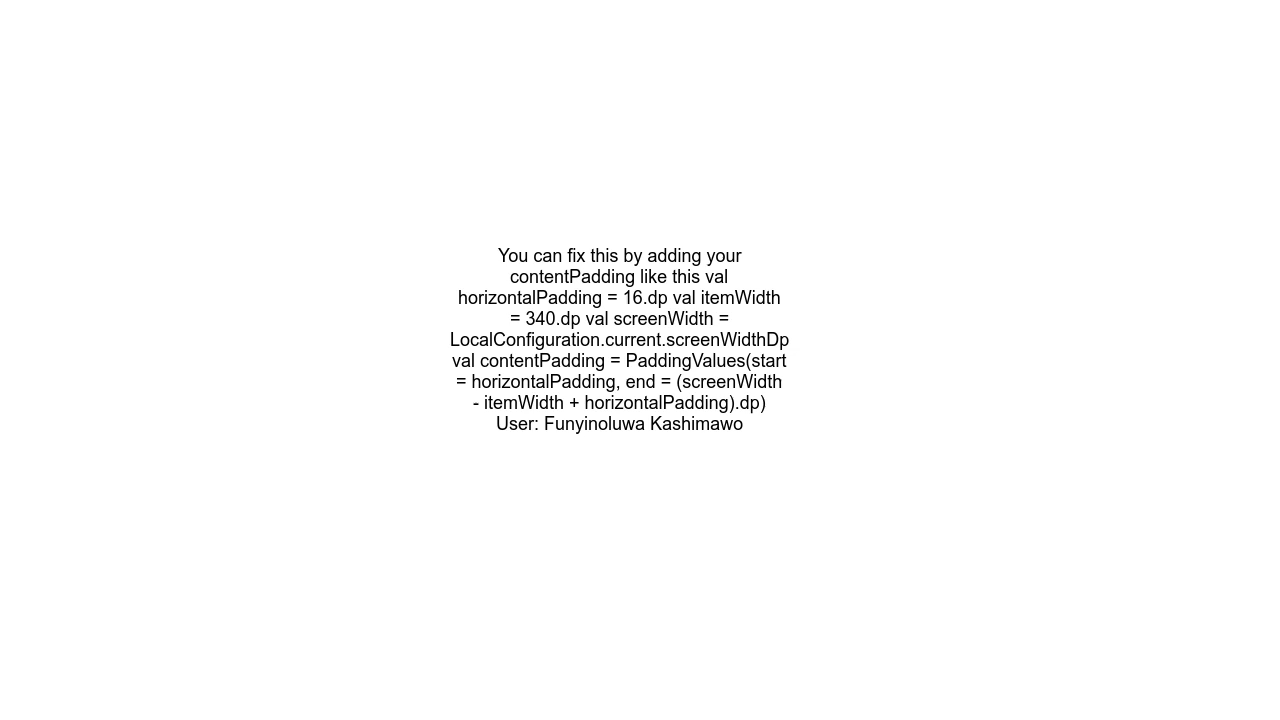 You can fix this by adding your
contentPadding like this val
horizontalPadding = 16.dp val itemWidth
= 340.dp val screenWidth =
LocalConfiguration.current.screenWidthDp
val contentPadding = PaddingValues(start
= horizontalPadding, end = (screenWidth
- itemWidth + horizontalPadding).dp)
User: Funyinoluwa Kashimawo